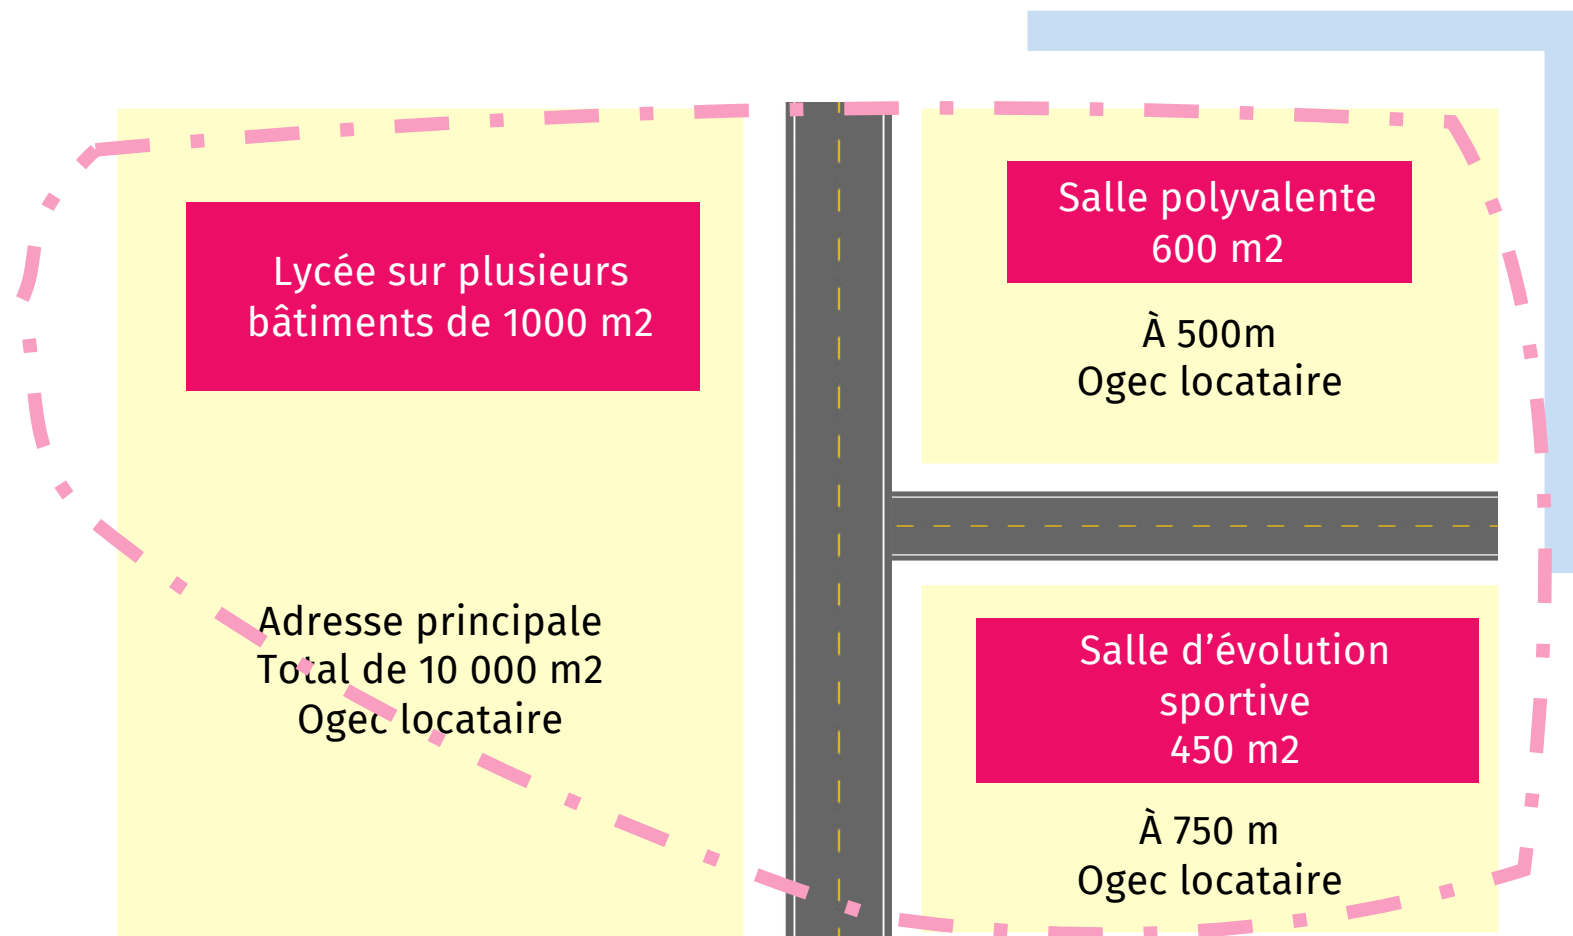 Lycée sur plusieurs
bâtiments de 1000 m2
Adresse principale
Total de 10 000 m2
Ogec locataire
Salle polyvalente
600 m2
À 500m
Ogec locataire
Salle d’évolution
sportive
450 m2
À 750 m
Ogec locataire